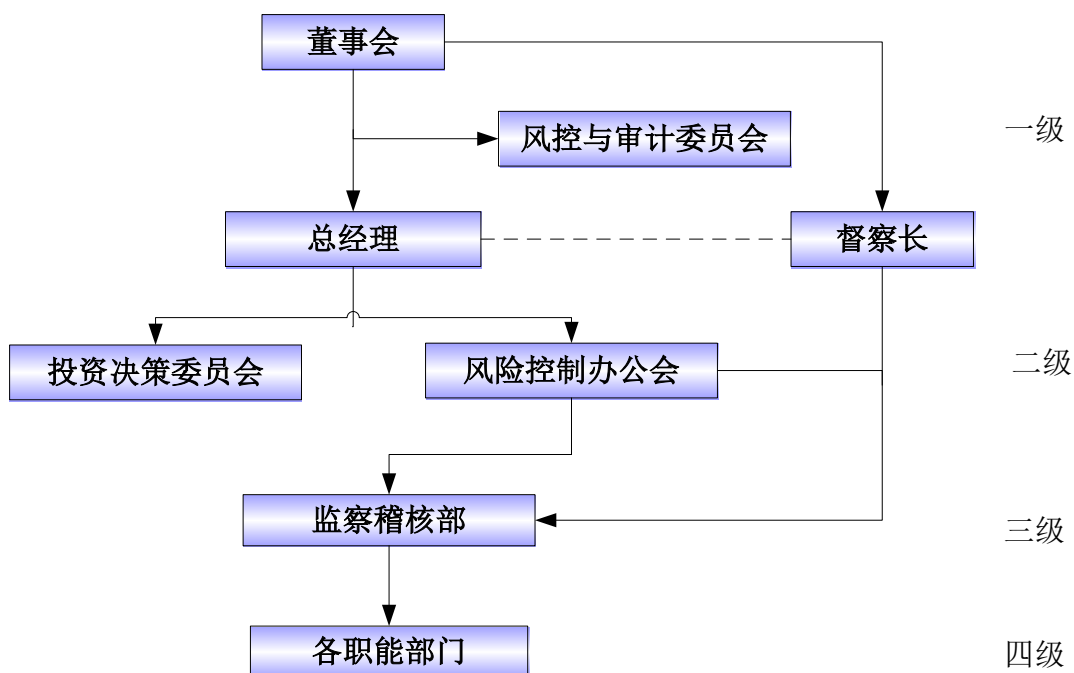 董事会
风控与审计委员会
一级
总经理
督察长
投资决策委员会
风险控制办公会
二级
监察稽核部
三级
各职能部门
四级